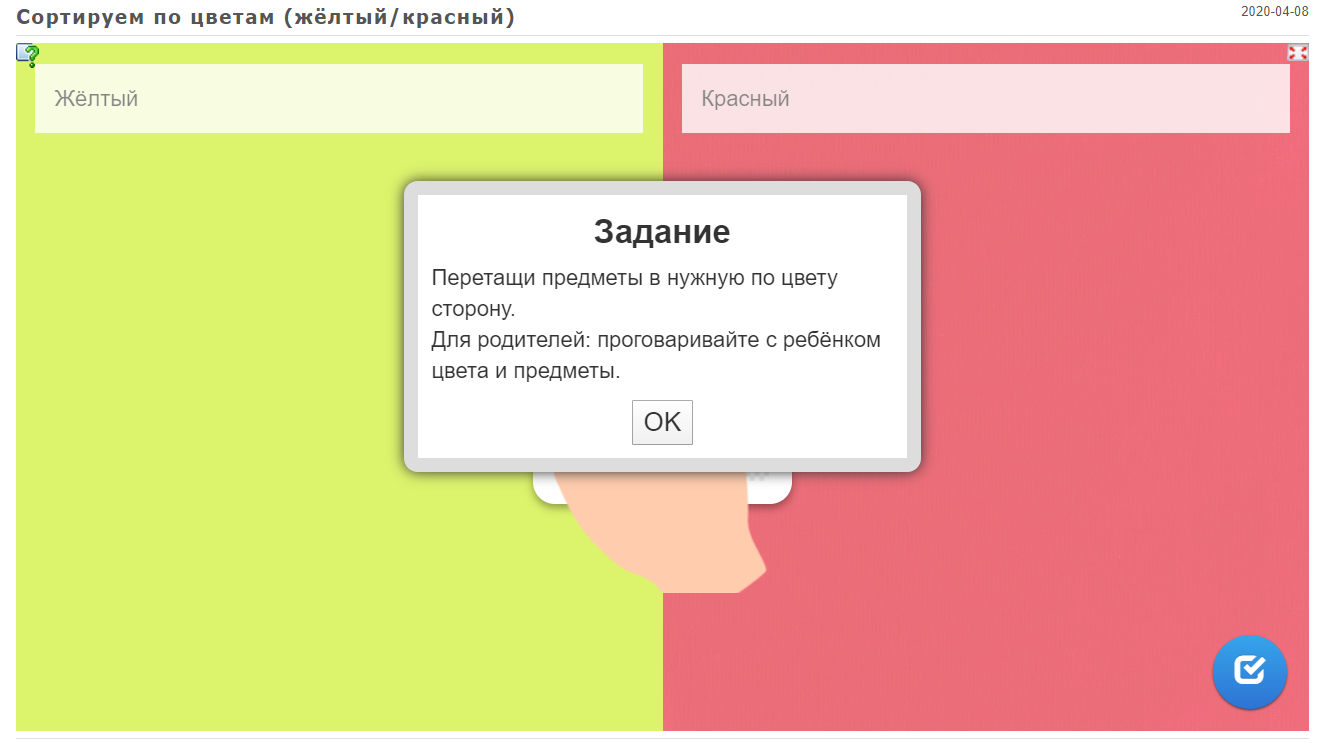 Сортируем по цветам (жёлтый/красный)
2020-04-08
Жёлтый
Красный
Задание
Перетащи предметы в нужную по цвету
сторону.
Для родителей: проговаривайте с ребёнком
цвета и предметы.
OK